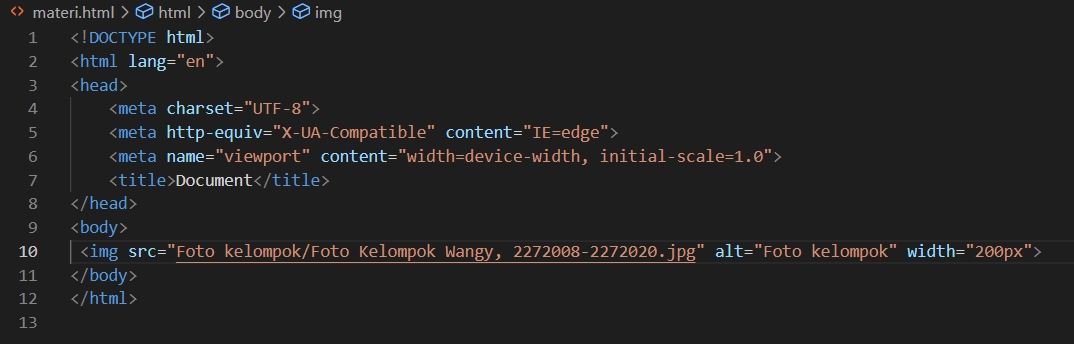 materi.html > html > body > img
1 <!DOCTYPE html>
2 <html lang="en">
3 <head>
4     <meta charset="UTF-8">
5     <meta http-equiv="X-UA-Compatible" content="IE=edge">
6     <meta name="viewport" content="width=device-width, initial-scale=1.0">
7     <title>Document</title>
8 </head>
9 <body>
10  <img src="Foto kelompok/Foto Kelompok Wangy, 2272008-2272020.jpg" alt="Foto kelompok" width="200px">
11 </body>
12 </html>
13